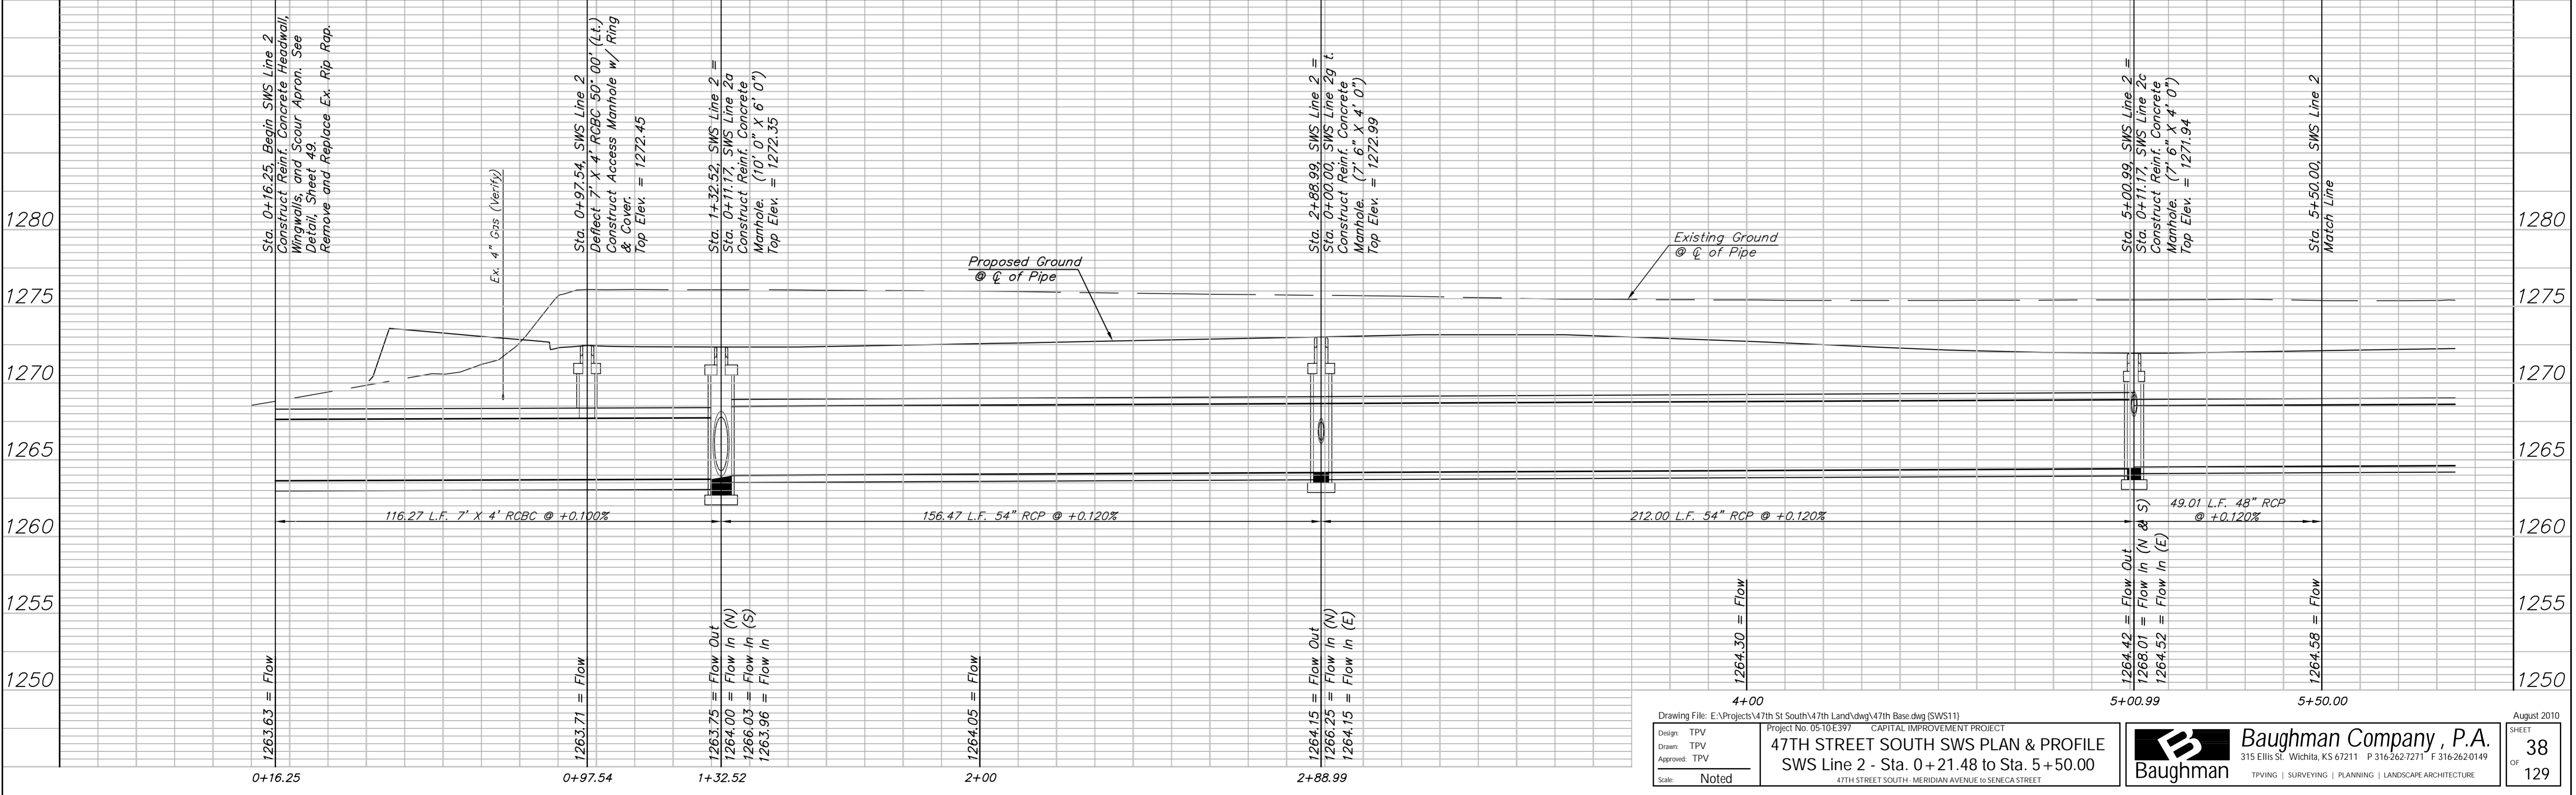 Sta. 0+16.25, Begin SWS Line 2
Construct Reinf. Concrete Headwall,
Wingwalls, and Scour Apron. See
Detail, Sheet 49.
Remove and Replace Ex. Rip Rap.
Ex. 4" Gas (Verify)
Sta. 0+97.54, SWS Line 2
Deflect 7' X 4' RCBC 50° 00' (Lt.)
Construct Access Manhole w/ Ring
& Cover.
Top Elev. = 1272.45
Sta. 1+32.52, SWS Line 2 =
Sta. 0+11.17, SWS Line 2a
Construct Reinf. Concrete
Manhole. (10' 0" X 6' 0")
Top Elev. = 1272.35
Sta. 2+88.99, SWS Line 2 =
Sta. 0+00.00, SWS Line 2g t.
Construct Reinf. Concrete
Manhole. (7' 6" X 4' 0")
Top Elev. = 1272.99
Sta. 5+00.99, SWS Line 2 =
Sta. 0+11.17, SWS Line 2c
Construct Reinf. Concrete
Manhole. (7' 6" X 4' 0")
Top Elev. = 1271.94
Sta. 5+50.00, SWS Line 2
Match Line
1280
1280
Proposed Ground
@ ℄ of Pipe
Existing Ground
@ ℄ of Pipe
1275
1275
1270
1270
1265
1265
116.27 L.F. 7' X 4' RCBC @ +0.100%
156.47 L.F. 54" RCP @ +0.120%
212.00 L.F. 54" RCP @ +0.120%
49.01 L.F. 48" RCP
@ +0.120%
1260
1260
1255
1255
1250
1250
1263.63 = Flow
1263.71 = Flow
1263.75 = Flow Out
1264.00 = Flow In (N)
1266.03 = Flow In (S)
1263.96 = Flow In
1264.05 = Flow
1264.15 = Flow Out
1266.25 = Flow In (N)
1264.15 = Flow In (E)
1264.30 = Flow
1264.42 = Flow Out
1268.01 = Flow In (N & S)
1264.52 = Flow In (E)
1264.58 = Flow
0+16.25
0+97.54
1+32.52
2+00
2+88.99
4+00
5+00.99
5+50.00
Drawing File: E:\Projects\47th St South\47th Land\dwg\47th Base.dwg (SWS11)
August 2010
Design: TPV
Drawn: TPV
Approved: TPV
Scale: Noted
Project No. 05-10-E397 CAPITAL IMPROVEMENT PROJECT
47TH STREET SOUTH SWS PLAN & PROFILE
SWS Line 2 - Sta. 0+21.48 to Sta. 5+50.00
47TH STREET SOUTH - MERIDIAN AVENUE to SENECA STREET
Baughman
Baughman Company, P.A.
315 Ellis St. Wichita, KS 67211 P 316-262-7271 F 316-262-0149
TPVING | SURVEYING | PLANNING | LANDSCAPE ARCHITECTURE
SHEET
38
OF
129